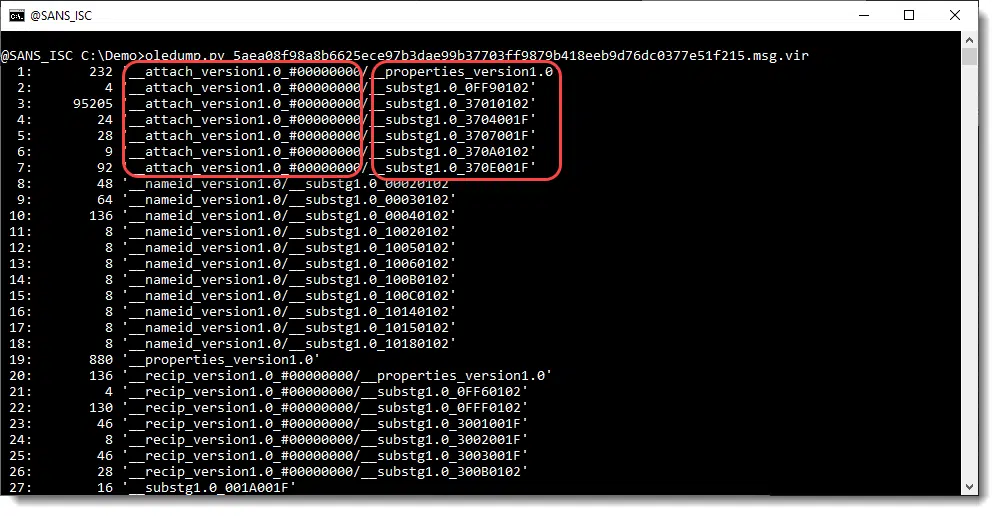 @SANS_ISC
@SANS_ISC C:\Demo>oledump.py 5aea08f98a8b6625ece97b3dae99b37703ff9879b418eeb9d76dc0377e51f215.msg.vir
1: 232 '__attach_version1.0_#00000000/__properties_version1.0
2: 4 '__attach_version1.0_#00000000/__substg1.0_0FF90102'
3: 95205 '__attach_version1.0_#00000000/__substg1.0_37010102'
4: 24 '__attach_version1.0_#00000000/__substg1.0_3704001F'
5: 28 '__attach_version1.0_#00000000/__substg1.0_3707001F'
6: 9 '__attach_version1.0_#00000000/__substg1.0_370A0102'
7: 92 '__attach_version1.0_#00000000/__substg1.0_370E001F'
8: 48 '__nameid_version1.0/__substg1.0_00020102'
9: 64 '__nameid_version1.0/__substg1.0_00030102'
10: 136 '__nameid_version1.0/__substg1.0_00040102'
11: 8 '__nameid_version1.0/__substg1.0_10020102'
12: 8 '__nameid_version1.0/__substg1.0_10050102'
13: 8 '__nameid_version1.0/__substg1.0_10060102'
14: 8 '__nameid_version1.0/__substg1.0_100B0102'
15: 8 '__nameid_version1.0/__substg1.0_100C0102'
16: 8 '__nameid_version1.0/__substg1.0_10140102'
17: 8 '__nameid_version1.0/__substg1.0_10150102'
18: 8 '__nameid_version1.0/__substg1.0_10180102'
19: 880 '__properties_version1.0'
20: 136 '__recip_version1.0_#00000000/__properties_version1.0'
21: 4 '__recip_version1.0_#00000000/__substg1.0_0FF60102'
22: 130 '__recip_version1.0_#00000000/__substg1.0_0FFF0102'
23: 46 '__recip_version1.0_#00000000/__substg1.0_3001001F'
24: 8 '__recip_version1.0_#00000000/__substg1.0_3002001F'
25: 46 '__recip_version1.0_#00000000/__substg1.0_3003001F'
26: 28 '__recip_version1.0_#00000000/__substg1.0_300B0102'
27: 16 '__substg1.0_001A001F'